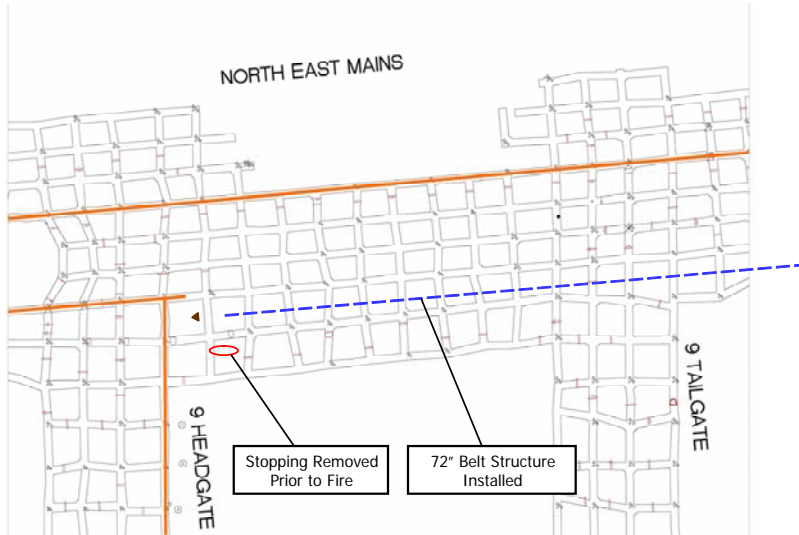 NORTH EAST MAINS
9 TAILGATE
9 HEADGATE
Stopping Removed
Prior to Fire
72" Belt Structure
Installed